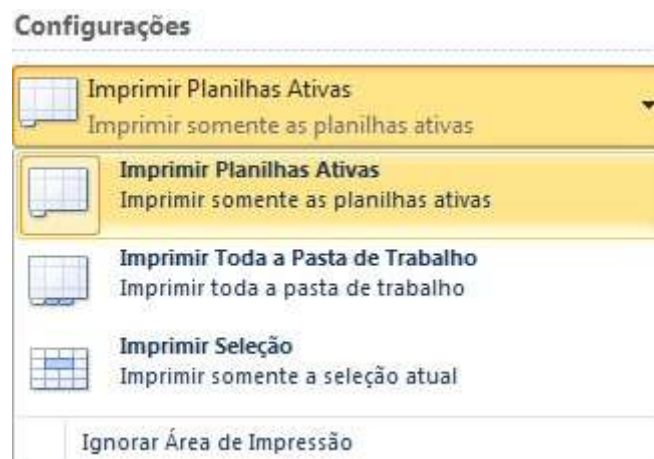 Configurações
Imprimir Planilhas Ativas
Imprimir somente as planilhas ativas
Imprimir Planilhas Ativas
Imprimir somente as planilhas ativas
Imprimir Toda a Pasta de Trabalho
Imprimir toda a pasta de trabalho
Imprimir Seleção
Imprimir somente a seleção atual
Ignorar Área de Impressão